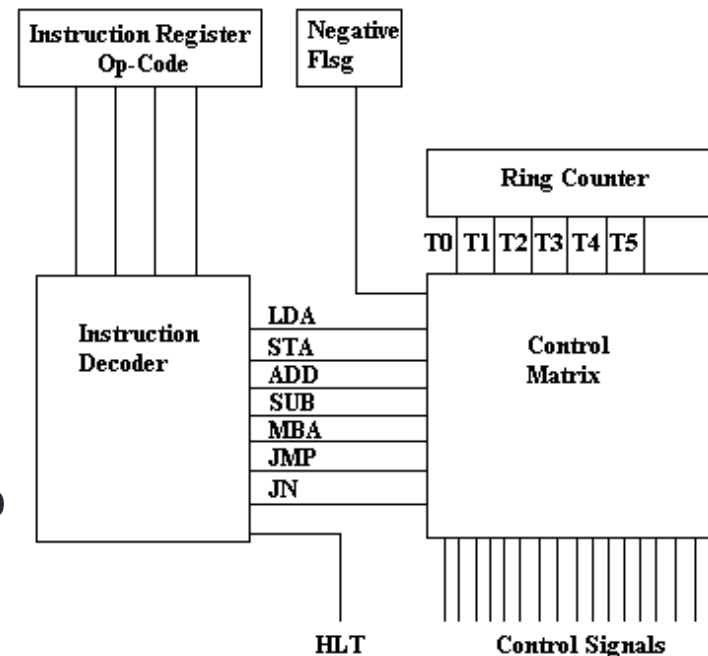 Instruction Register
Op-Code
Negative
Flsg
Ring Counter
T0 T1 T2 T3 T4 T5
Instruction
Decoder
LDA
STA
ADD
SUB
MBA
JMP
JN
Control
Matrix
HLT
Control Signals